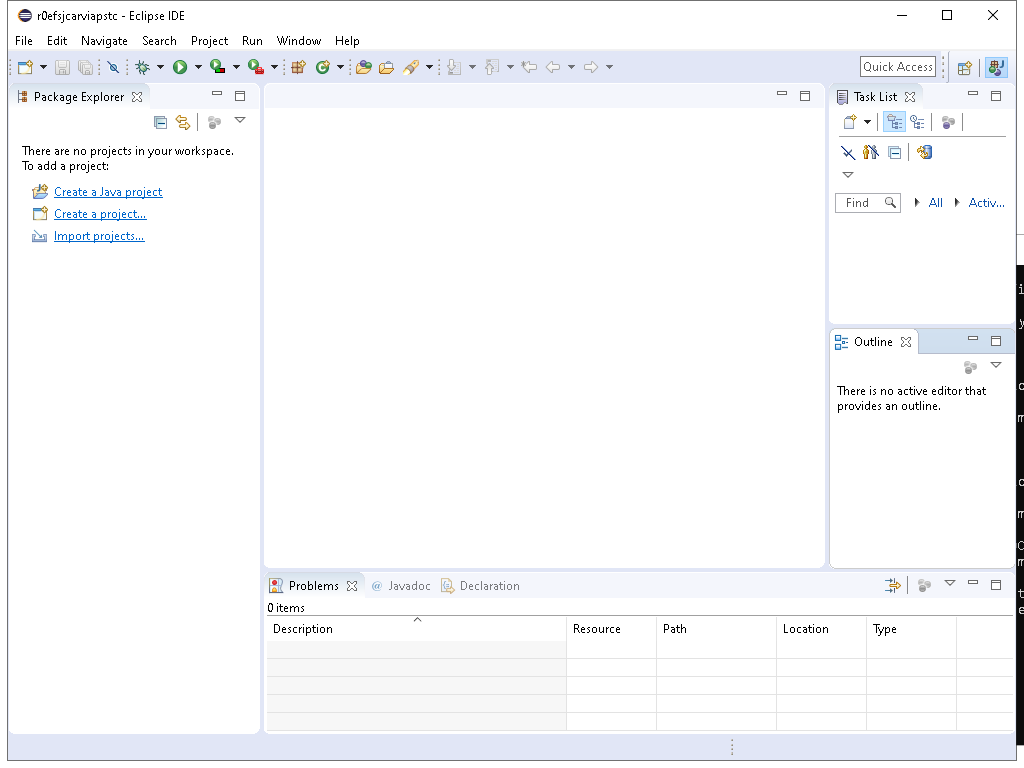 r0efsjcarviapstc - Eclipse IDE
File Edit Navigate Search Project Run Window Help
Quick Access
Package Explorer
Task List
There are no projects in your workspace.
To add a project:
Create a Java project
Create a project...
Import projects...
Find All Activ...
Outline
There is no active editor that
provides an outline.
Problems @ Javadoc Declaration
0 items
Description Resource Path Location Type